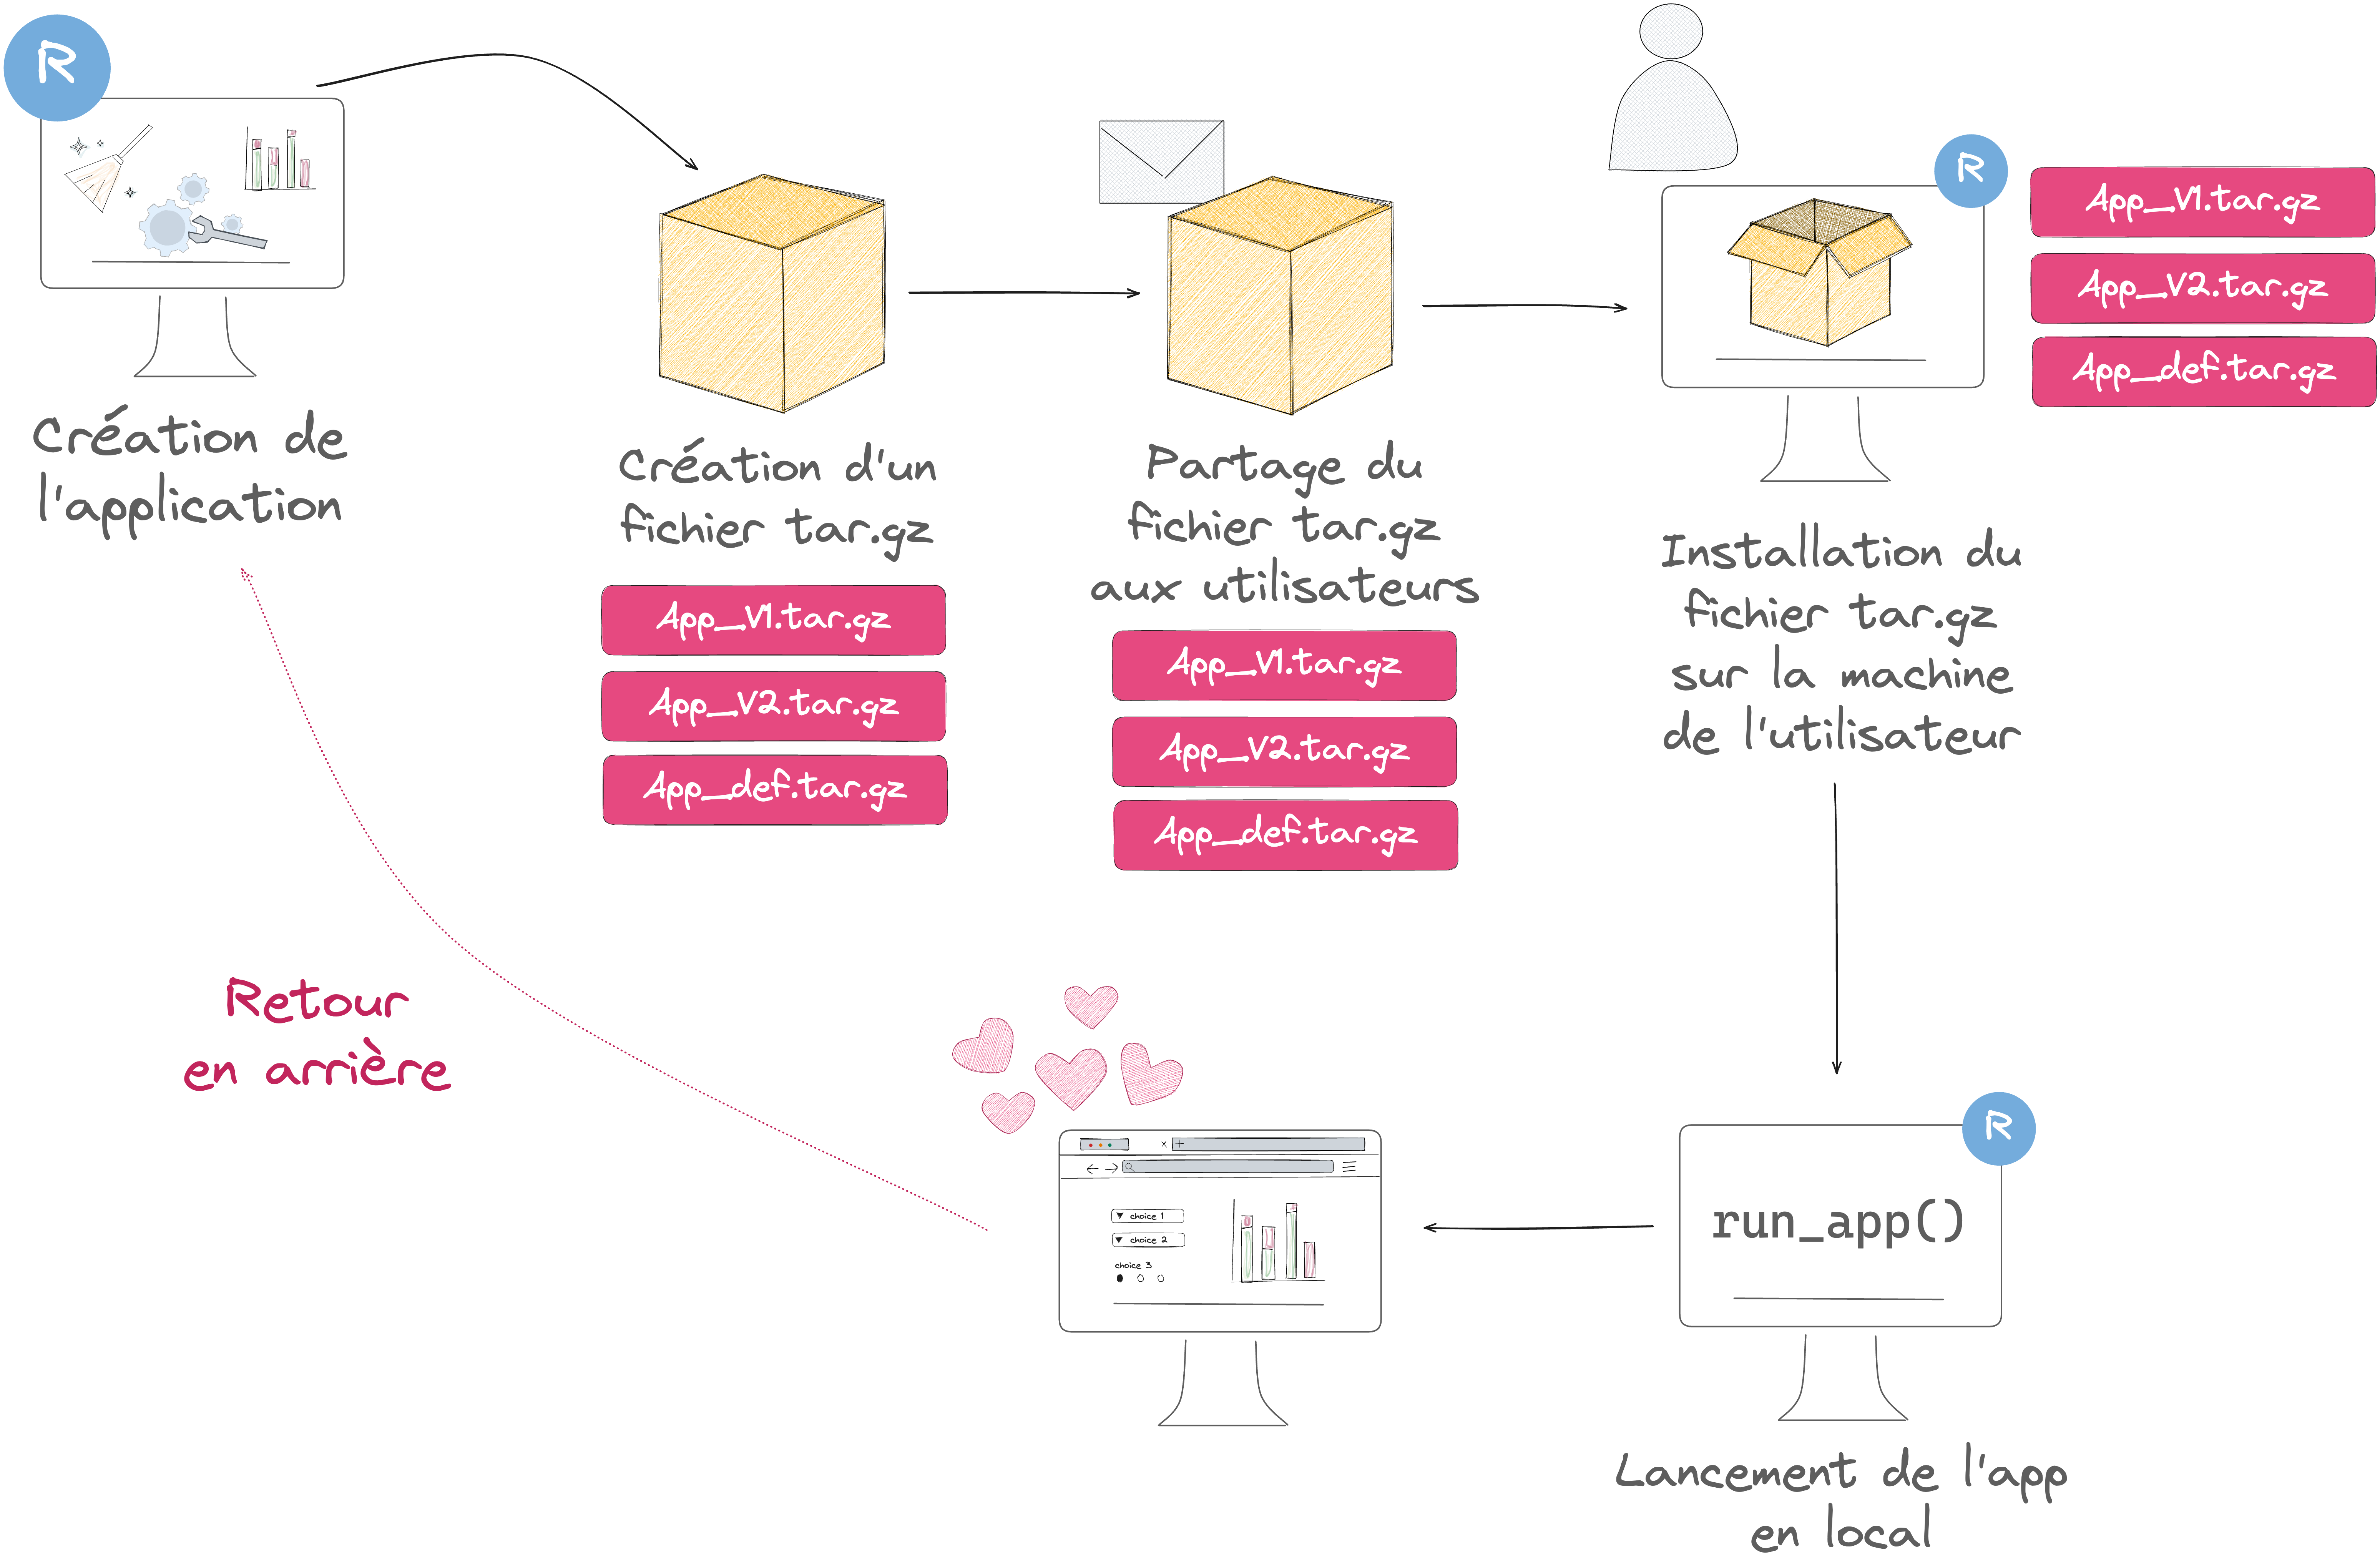 R
Création de
l'application
Création d'un
fichier tar.gz
App_V1.tar.gz
App_V2.tar.gz
App_def.tar.gz
Partage du
fichier tar.gz
aux utilisateurs
App_V1.tar.gz
App_V2.tar.gz
App_def.tar.gz
R
App_V1.tar.gz
App_V2.tar.gz
App_def.tar.gz
Installation du
fichier tar.gz
sur la machine
de l'utilisateur
R
run_app()
Lancement de l'app
en local
choice 1
choice 2
choice 3
Retour
en arrière